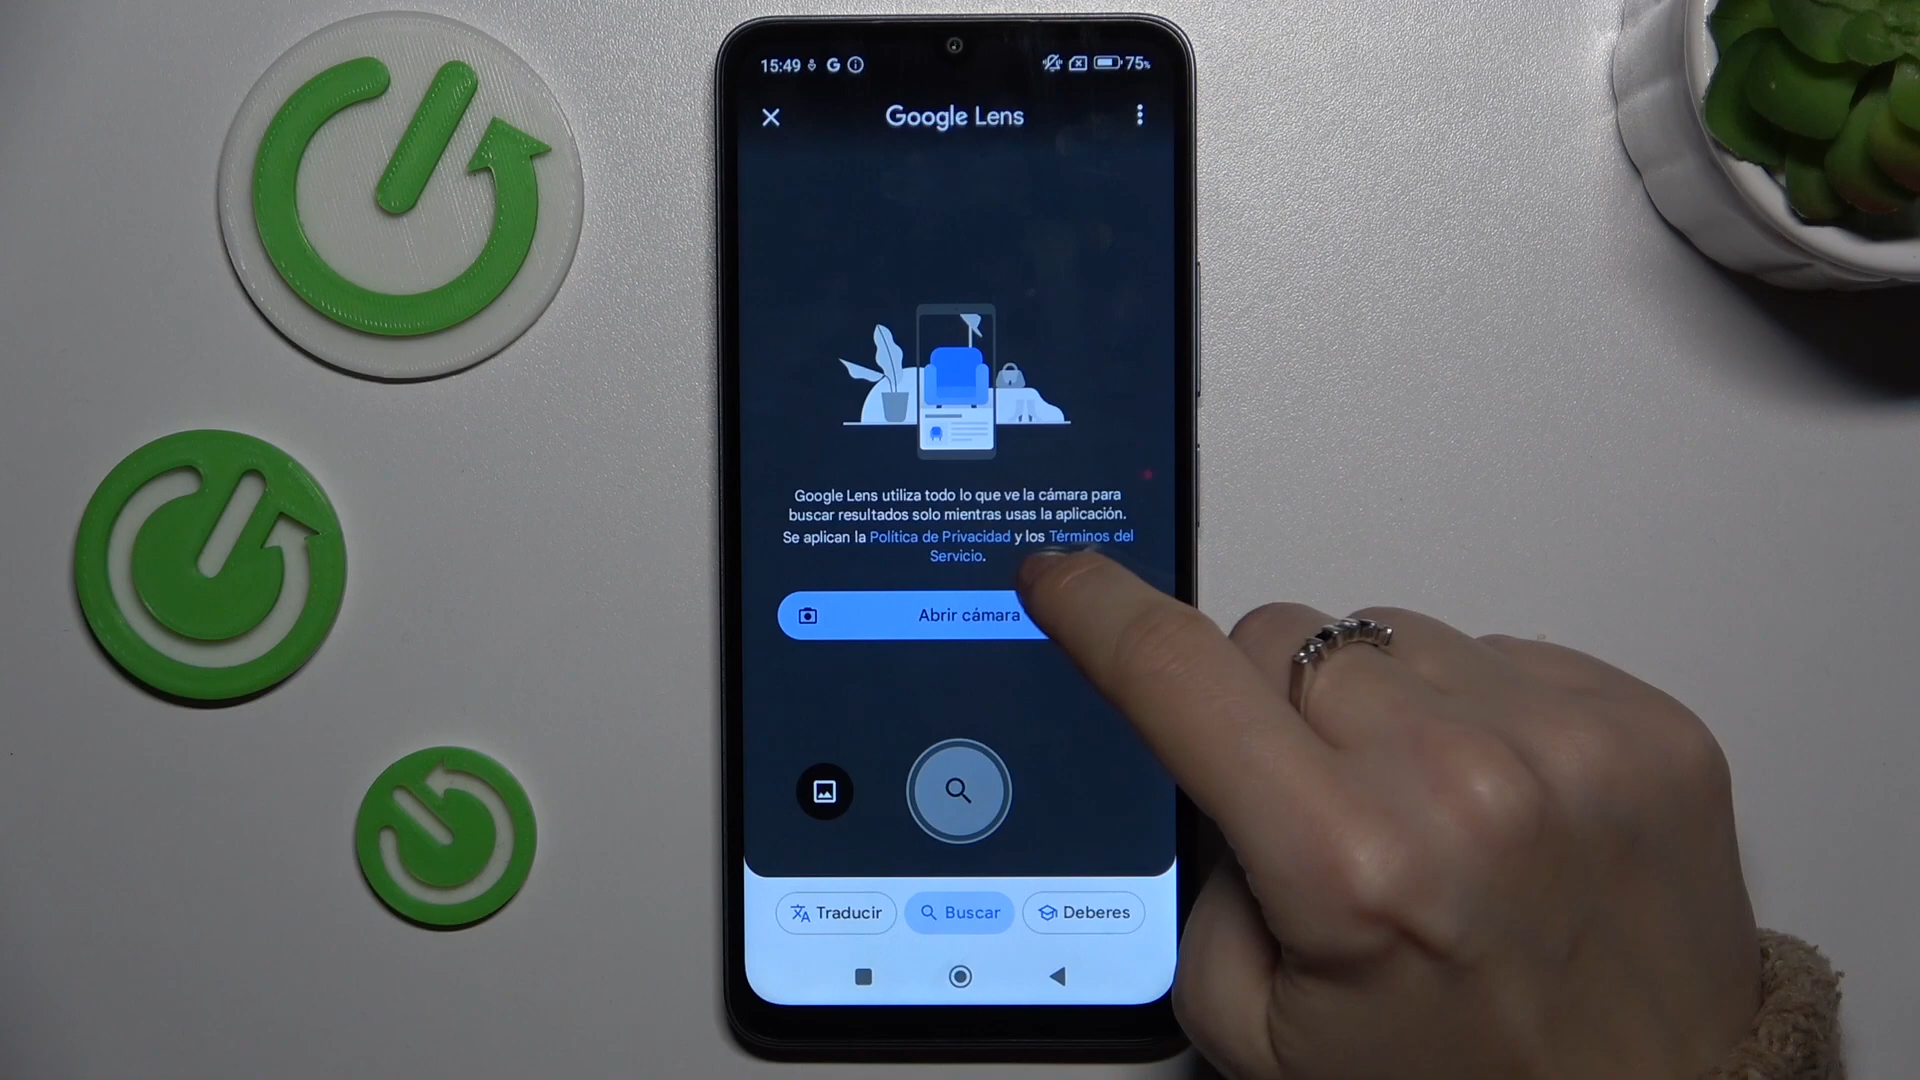 15:49 G 75%
Google Lens
Google Lens utiliza todo lo que ve la cámara para
buscar resultados solo mientras usas la aplicación.
Se aplican la Política de Privacidad y los Términos del
Servicio.
Abrir cámara
Traducir Buscar Deberes